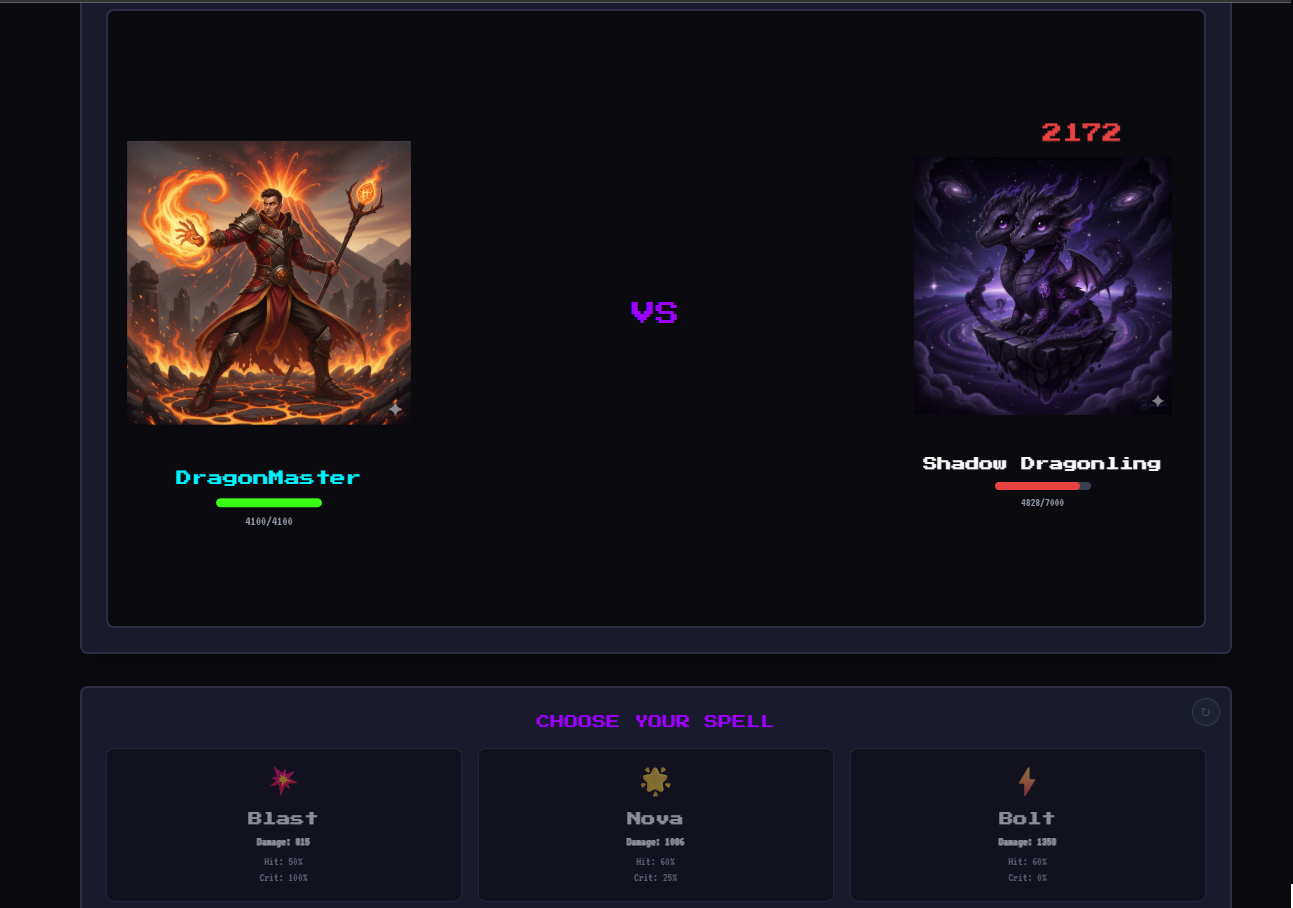 2172
VS
DragonMaster
4100/4100
Shadow Dragonling
4828/7000
CHOOSE YOUR SPELL
Blast
Damage: 815
Hit: 50%
Crit: 100%
Nova
Damage: 1086
Hit: 60%
Crit: 25%
Bolt
Damage: 1358
Hit: 60%
Crit: 0%